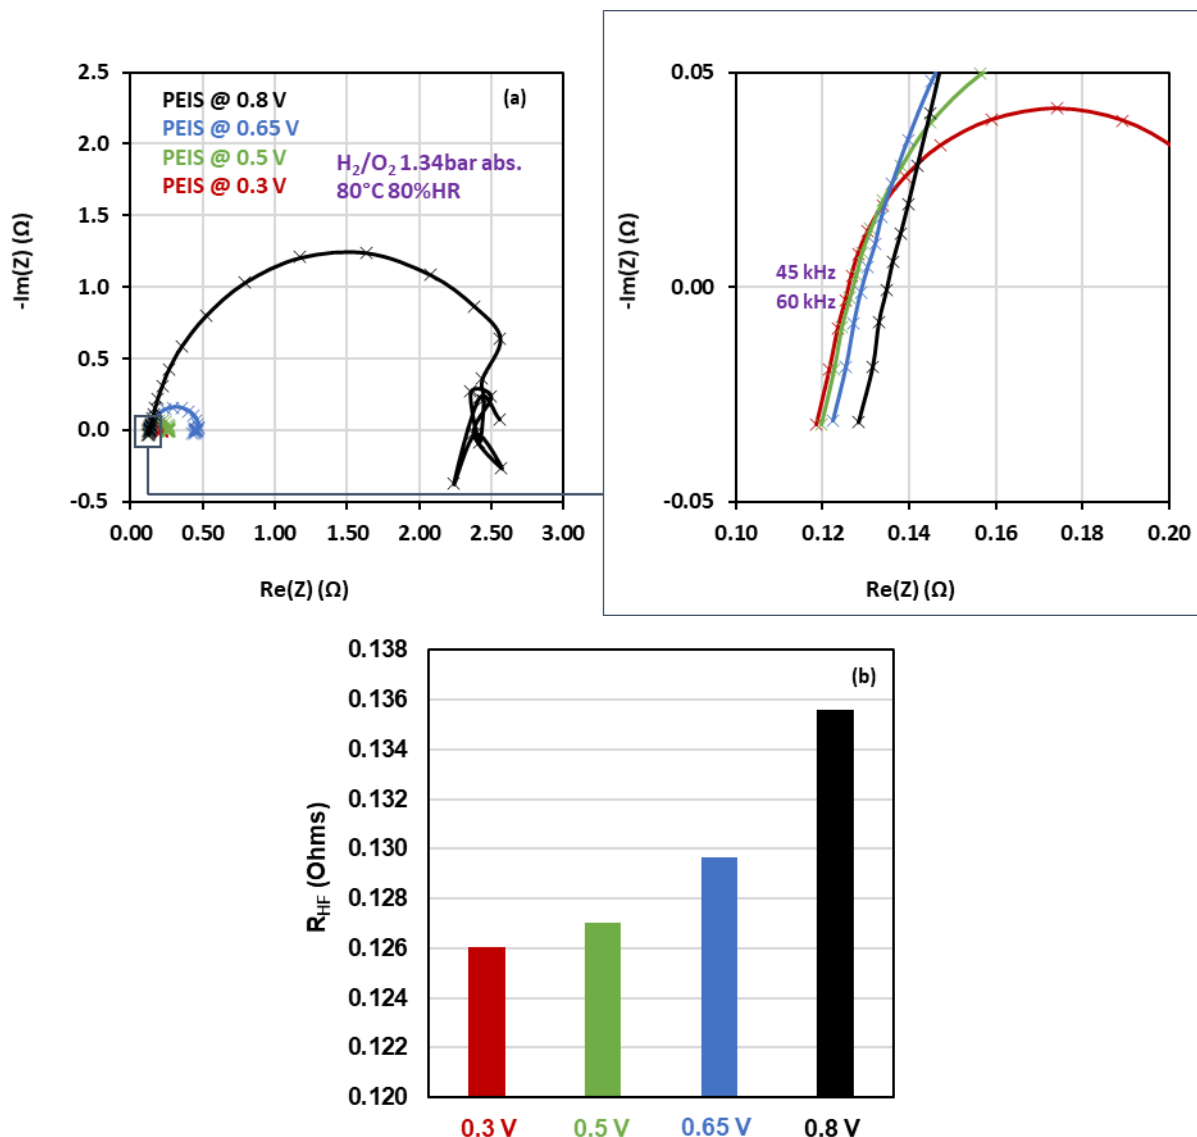 2.5
2.0
1.5
1.0
0.5
0.0
-0.5
-Im(Z) (Ω)
PEIS @ 0.8 V
PEIS @ 0.65 V
PEIS @ 0.5 V
PEIS @ 0.3 V
(a)
H₂/O₂ 1.34bar abs.
80°C 80%HR
0.00 0.50 1.00 1.50 2.00 2.50 3.00
Re(Z) (Ω)
0.05
0.00
-0.05
-Im(Z) (Ω)
45 kHz
60 kHz
0.10 0.12 0.14 0.16 0.18 0.20
Re(Z) (Ω)
0.138
0.136
0.134
0.132
0.130
0.128
0.126
0.124
0.122
0.120
R_HF (Ohms)
(b)
0.3 V 0.5 V 0.65 V 0.8 V